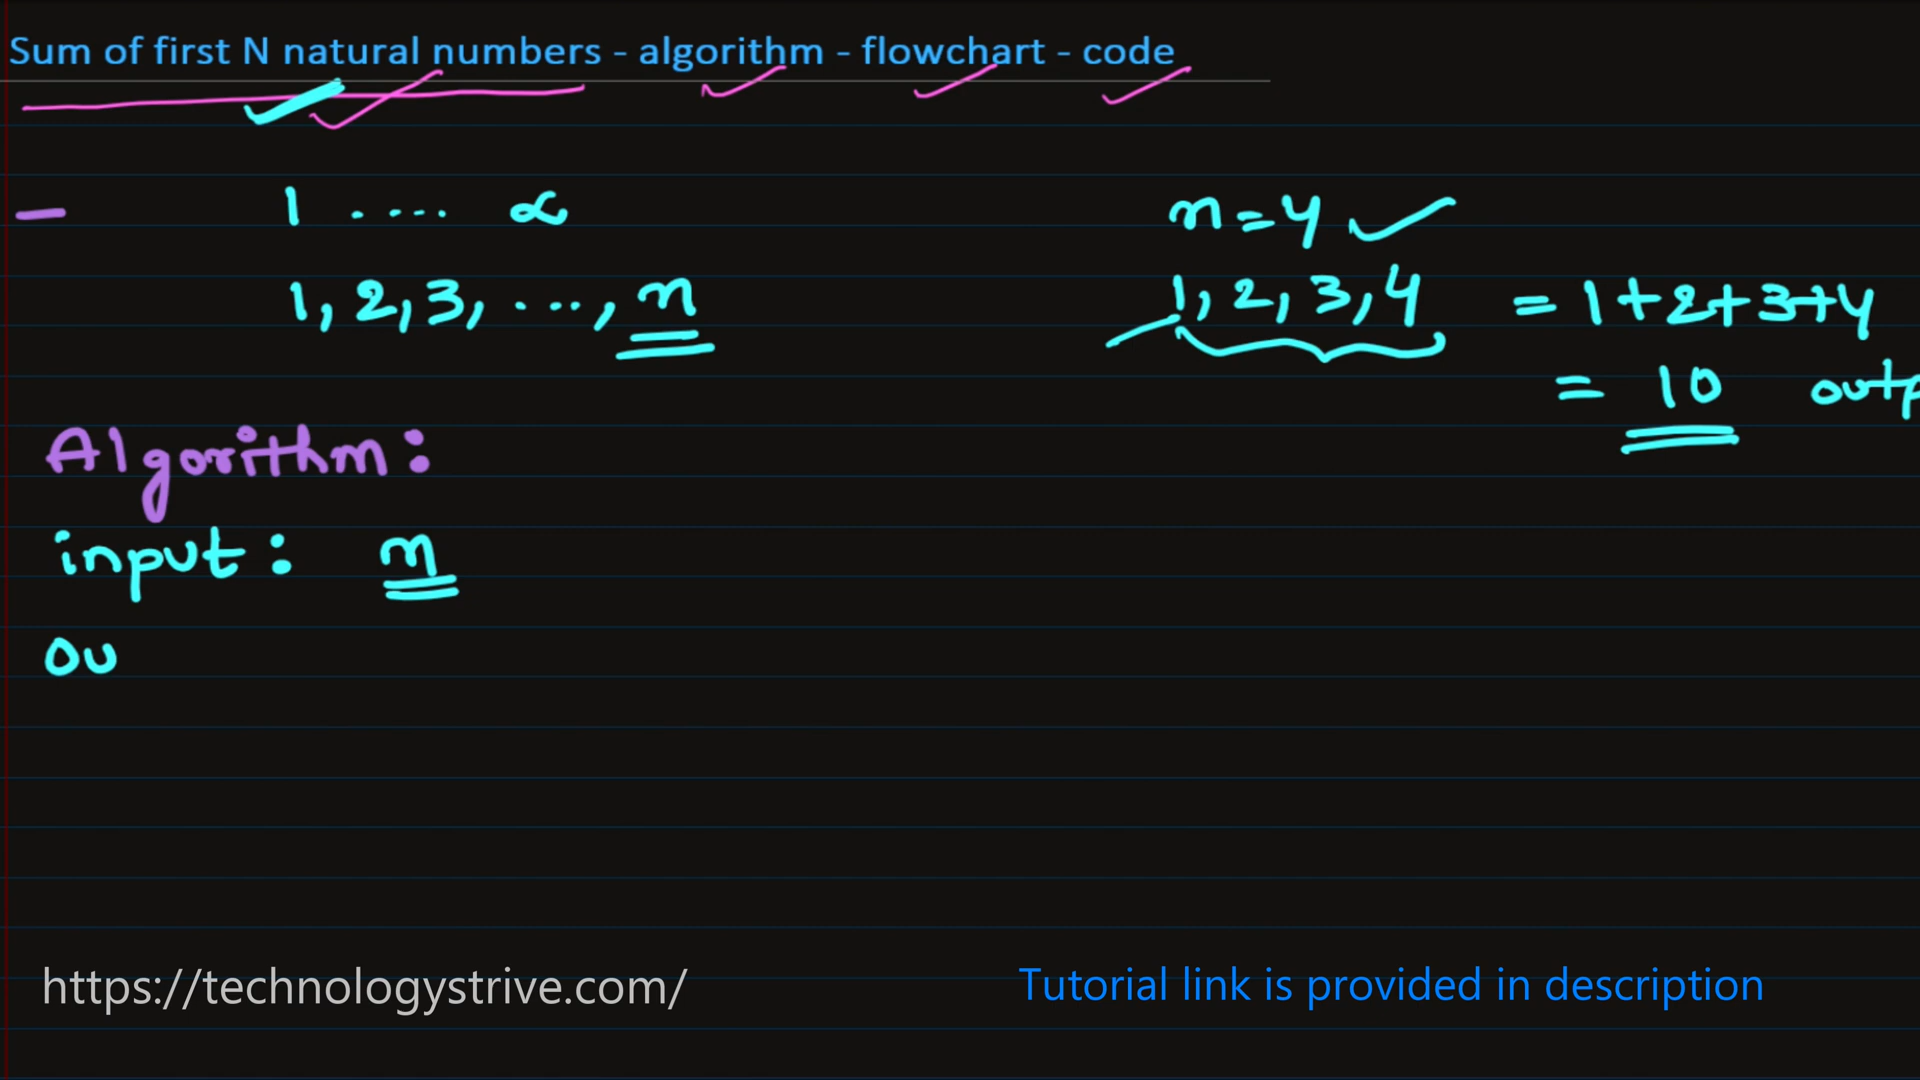 Sum of first N natural numbers - algorithm - flowchart - code
1 .... ∝
n=4
1, 2, 3, ..., n
1, 2, 3, 4 = 1+2+3+4
= 10 outp
Algorithm:
input: n
ou
https://technologystrive.com/
Tutorial link is provided in description